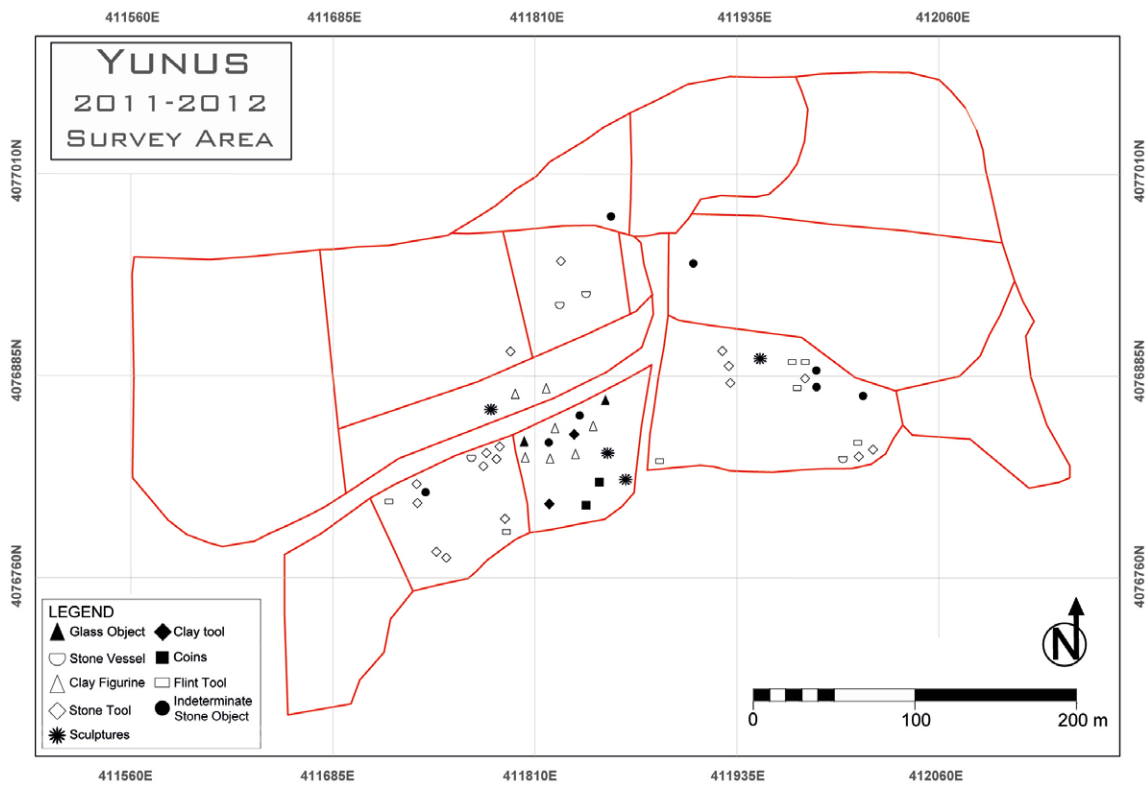 411560E 411685E 411810E 411935E 412060E
YUNUS
2011-2012
SURVEY AREA
4077010N 4077010N
4076885N 4076885N
4076760N 4076760N
LEGEND
Glass Object Clay tool
Stone Vessel Coins
Clay Figurine Flint Tool
Stone Tool Indeterminate
Stone Object
Sculptures
N
0 100 200 m
411560E 411685E 411810E 411935E 412060E